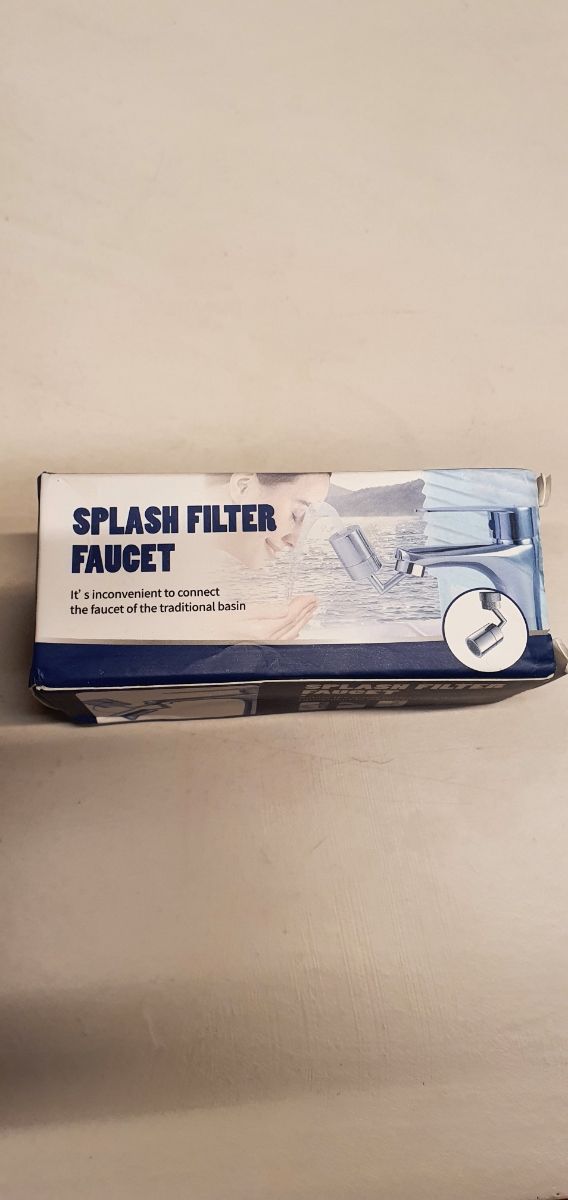 SPLASH FILTER
FAUCET
It's inconvenient to connect
the faucet of the traditional basin
SPLASH FILTER
FAUCET